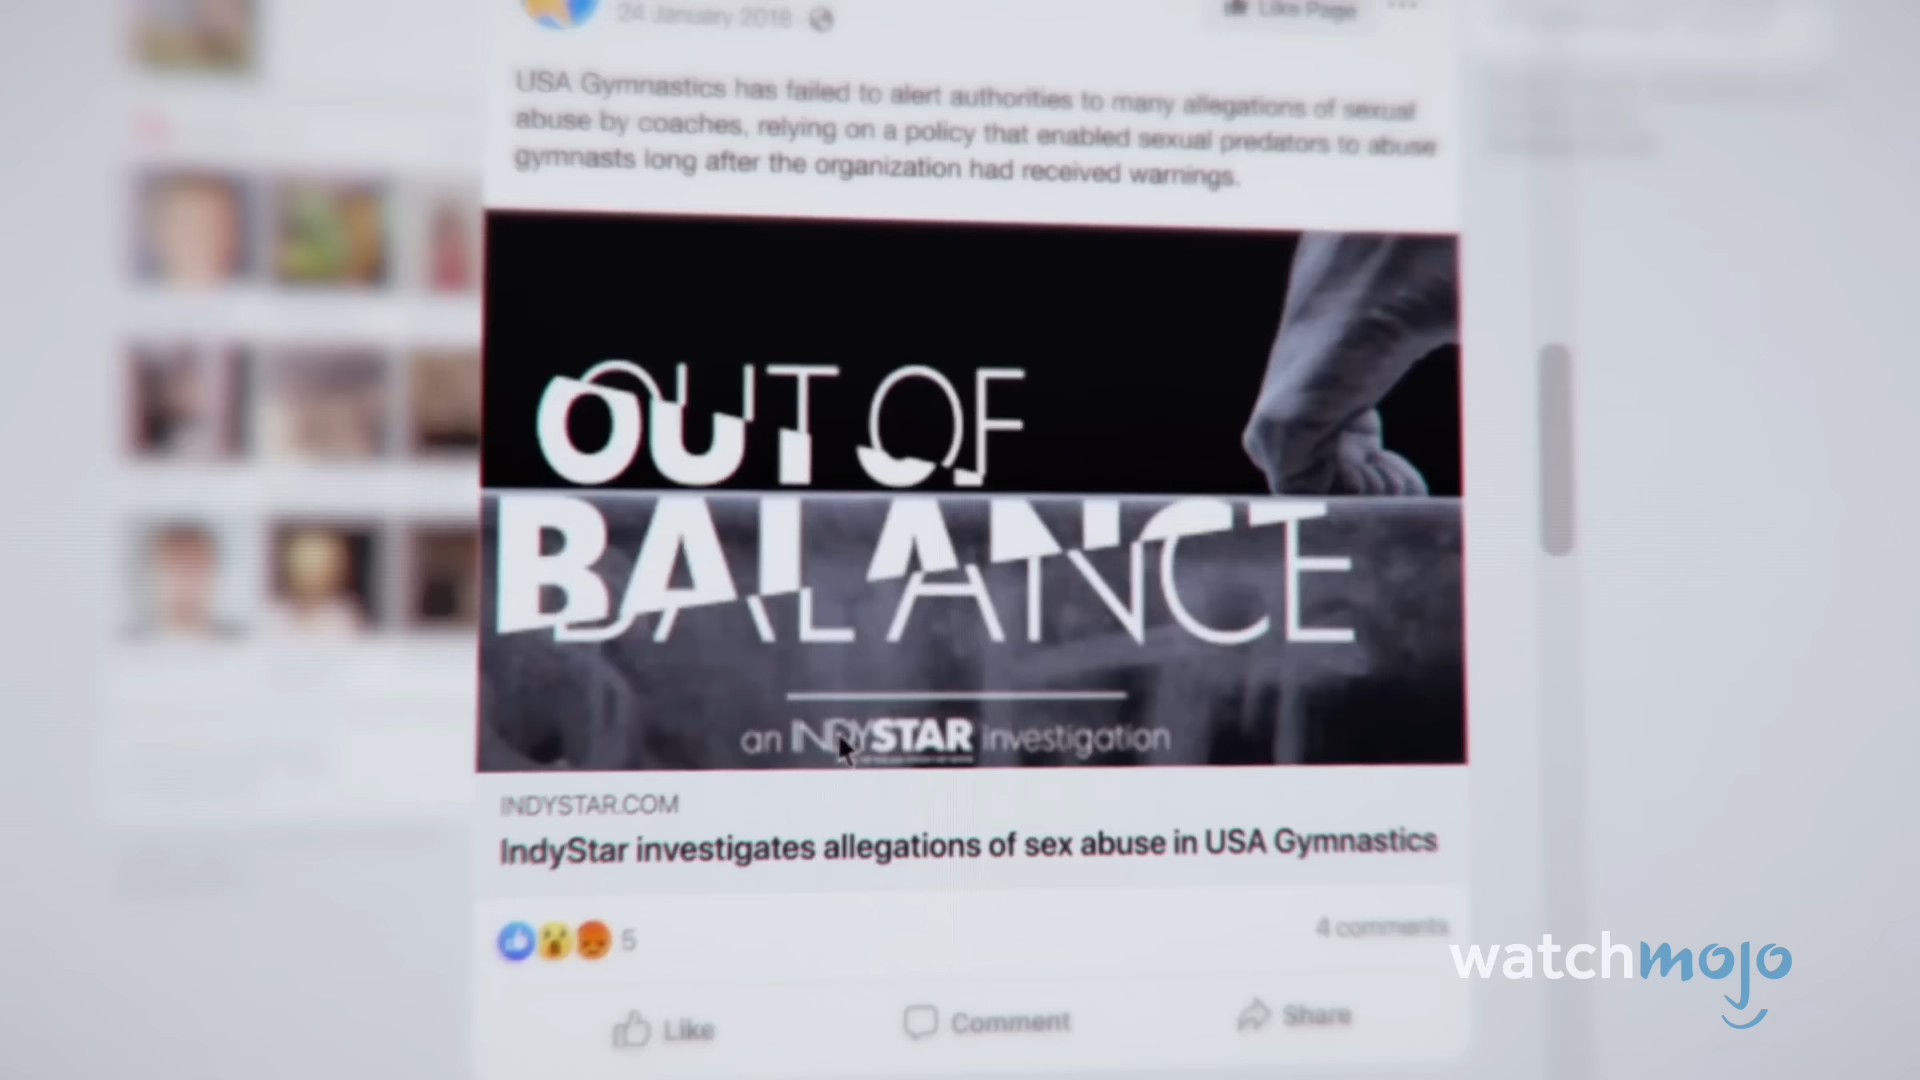 24 January 2018
Like Page
USA Gymnastics has failed to alert authorities to many allegations of sexual
abuse by coaches, relying on a policy that enabled sexual predators to abuse
gymnasts long after the organization had received warnings.
OUT OF
BALANCE
an INDYSTAR investigation
INDYSTAR.COM
IndyStar investigates allegations of sex abuse in USA Gymnastics
5
4 comments
Like
Comment
Share
watchmojo